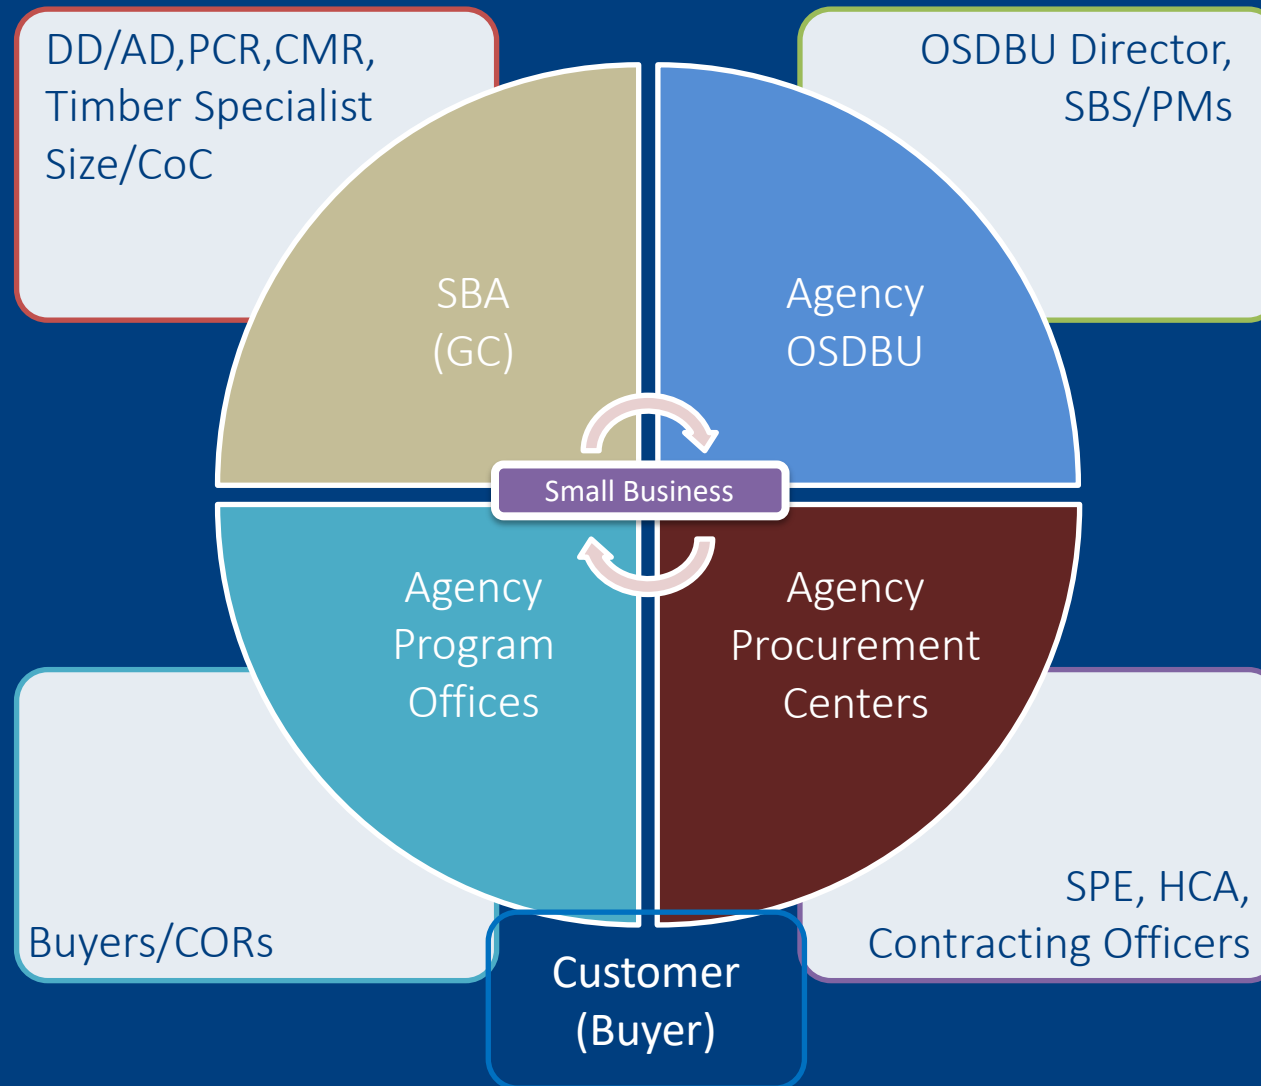 DD/AD,PCR,CMR,
Timber Specialist
Size/CoC
OSDBU Director,
SBS/PMs
SBA
(GC)
Agency
OSDBU
Small Business
Agency
Program
Offices
Agency
Procurement
Centers
Buyers/CORs
SPE, HCA,
Contracting Officers
Customer
(Buyer)